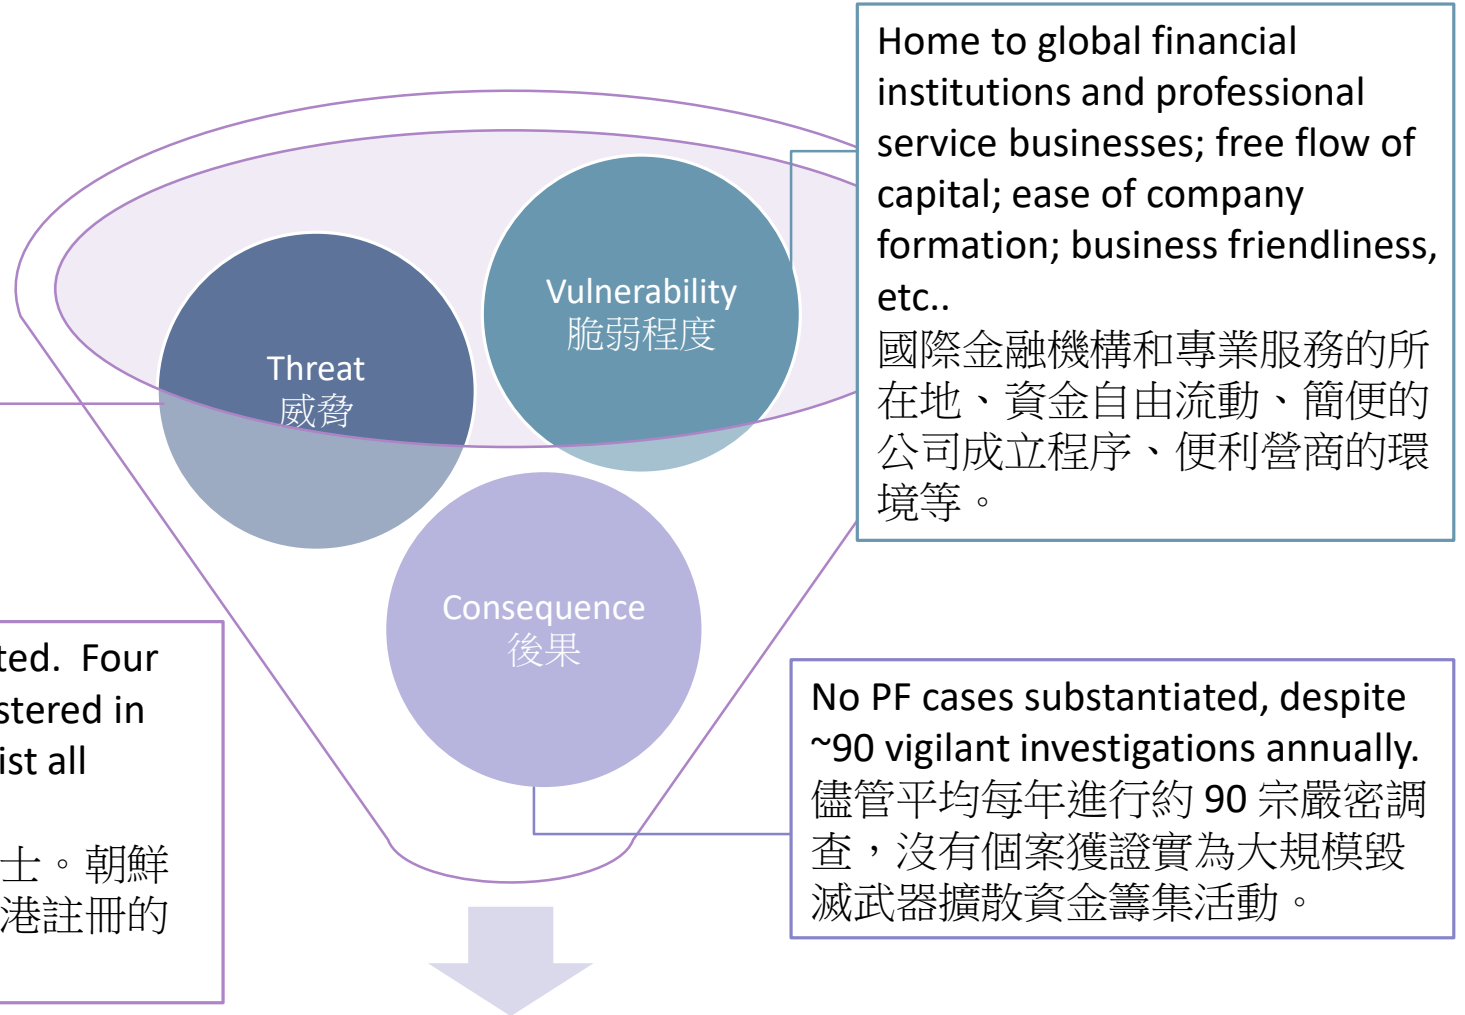 Home to global financial
institutions and professional
service businesses; free flow of
capital; ease of company
formation; business friendliness,
etc..
國際金融機構和專業服務的所
在地、資金自由流動、簡便的
公司成立程序、便利營商的環
境等。
Vulnerability
脆弱程度
Threat
威脅
Consequence
後果
ted.  Four
stered in
ist all
士。朝鮮
港註冊的
No PF cases substantiated, despite
~90 vigilant investigations annually.
儘管平均每年進行約 90 宗嚴密調
查，沒有個案獲證實為大規模毀
滅武器擴散資金籌集活動。